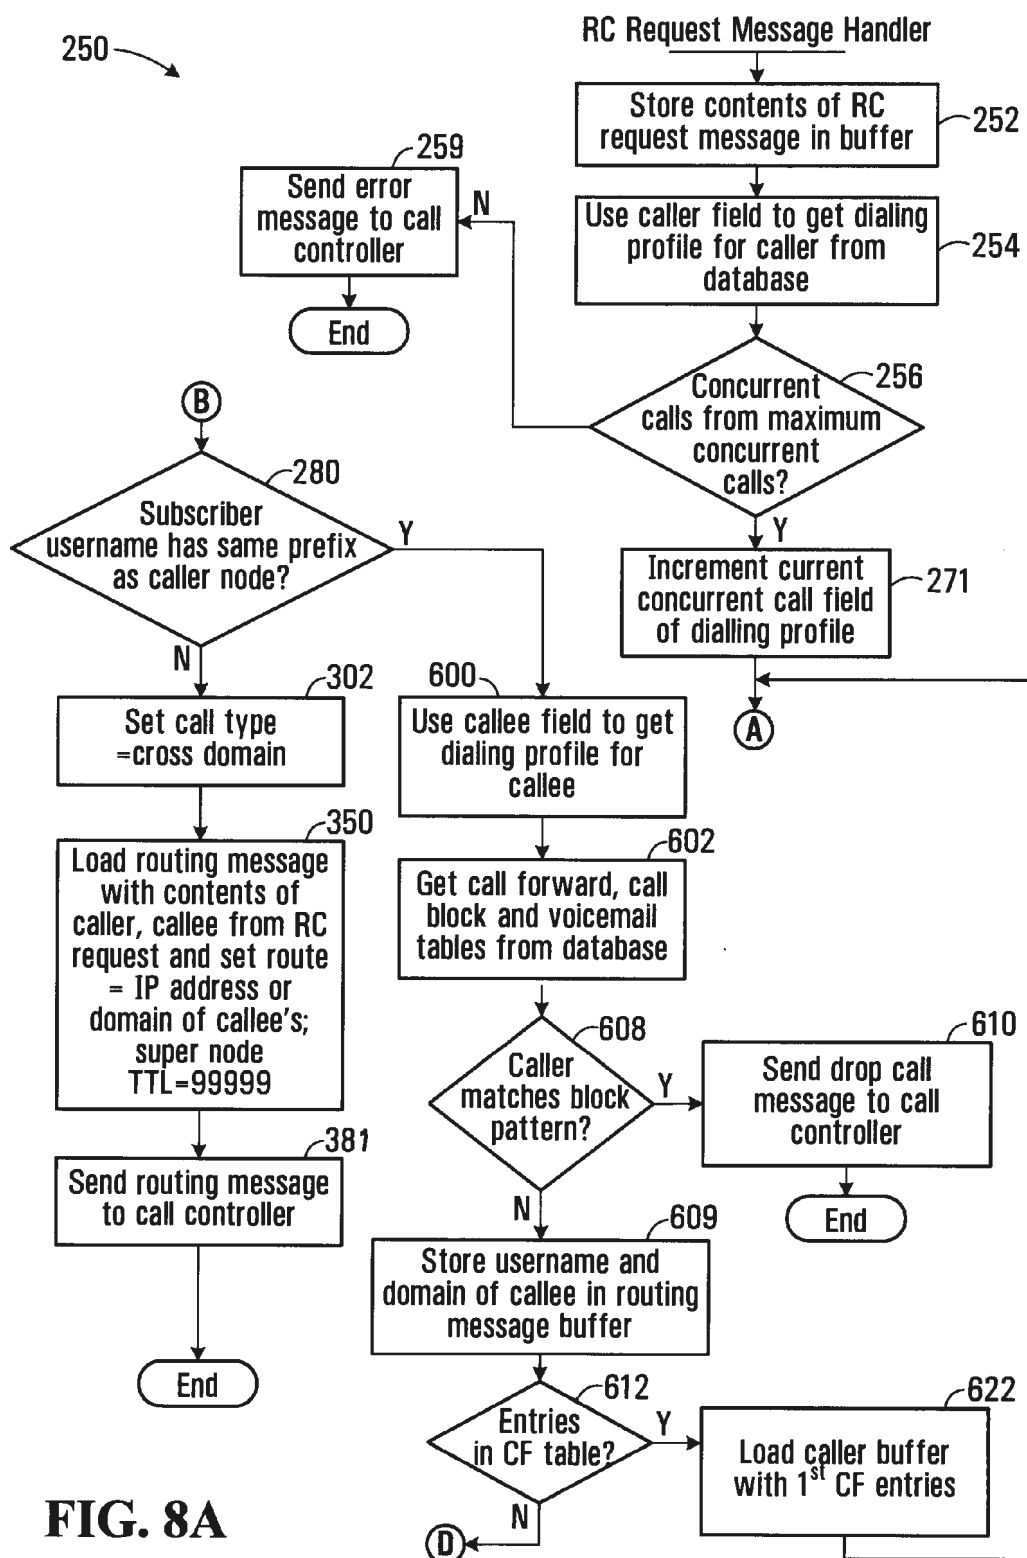 250
RC Request Message Handler
Store contents of RC
request message in buffer
252
259
Send error
message to call
controller
N
Use caller field to get dialing
profile for caller from
database
254
End
Concurrent
calls from maximum
concurrent
calls?
256
B
Y
280
Subscriber
username has same prefix
as caller node?
Y
N
Increment current
concurrent call field
of dialling profile
271
A
302
Set call type
=cross domain
600
Use callee field to get
dialing profile for
callee
350
Load routing message
with contents of
caller, callee from RC
request and set route
= IP address or
domain of callee's;
super node
TTL=99999
602
Get call forward, call
block and voicemail
tables from database
608
Caller
matches block
pattern?
Y
N
610
Send drop call
message to call
controller
End
381
Send routing message
to call controller
End
609
Store username and
domain of callee in routing
message buffer
612
Entries
in CF table?
Y
N
622
Load caller buffer
with 1st CF entries
D
FIG. 8A